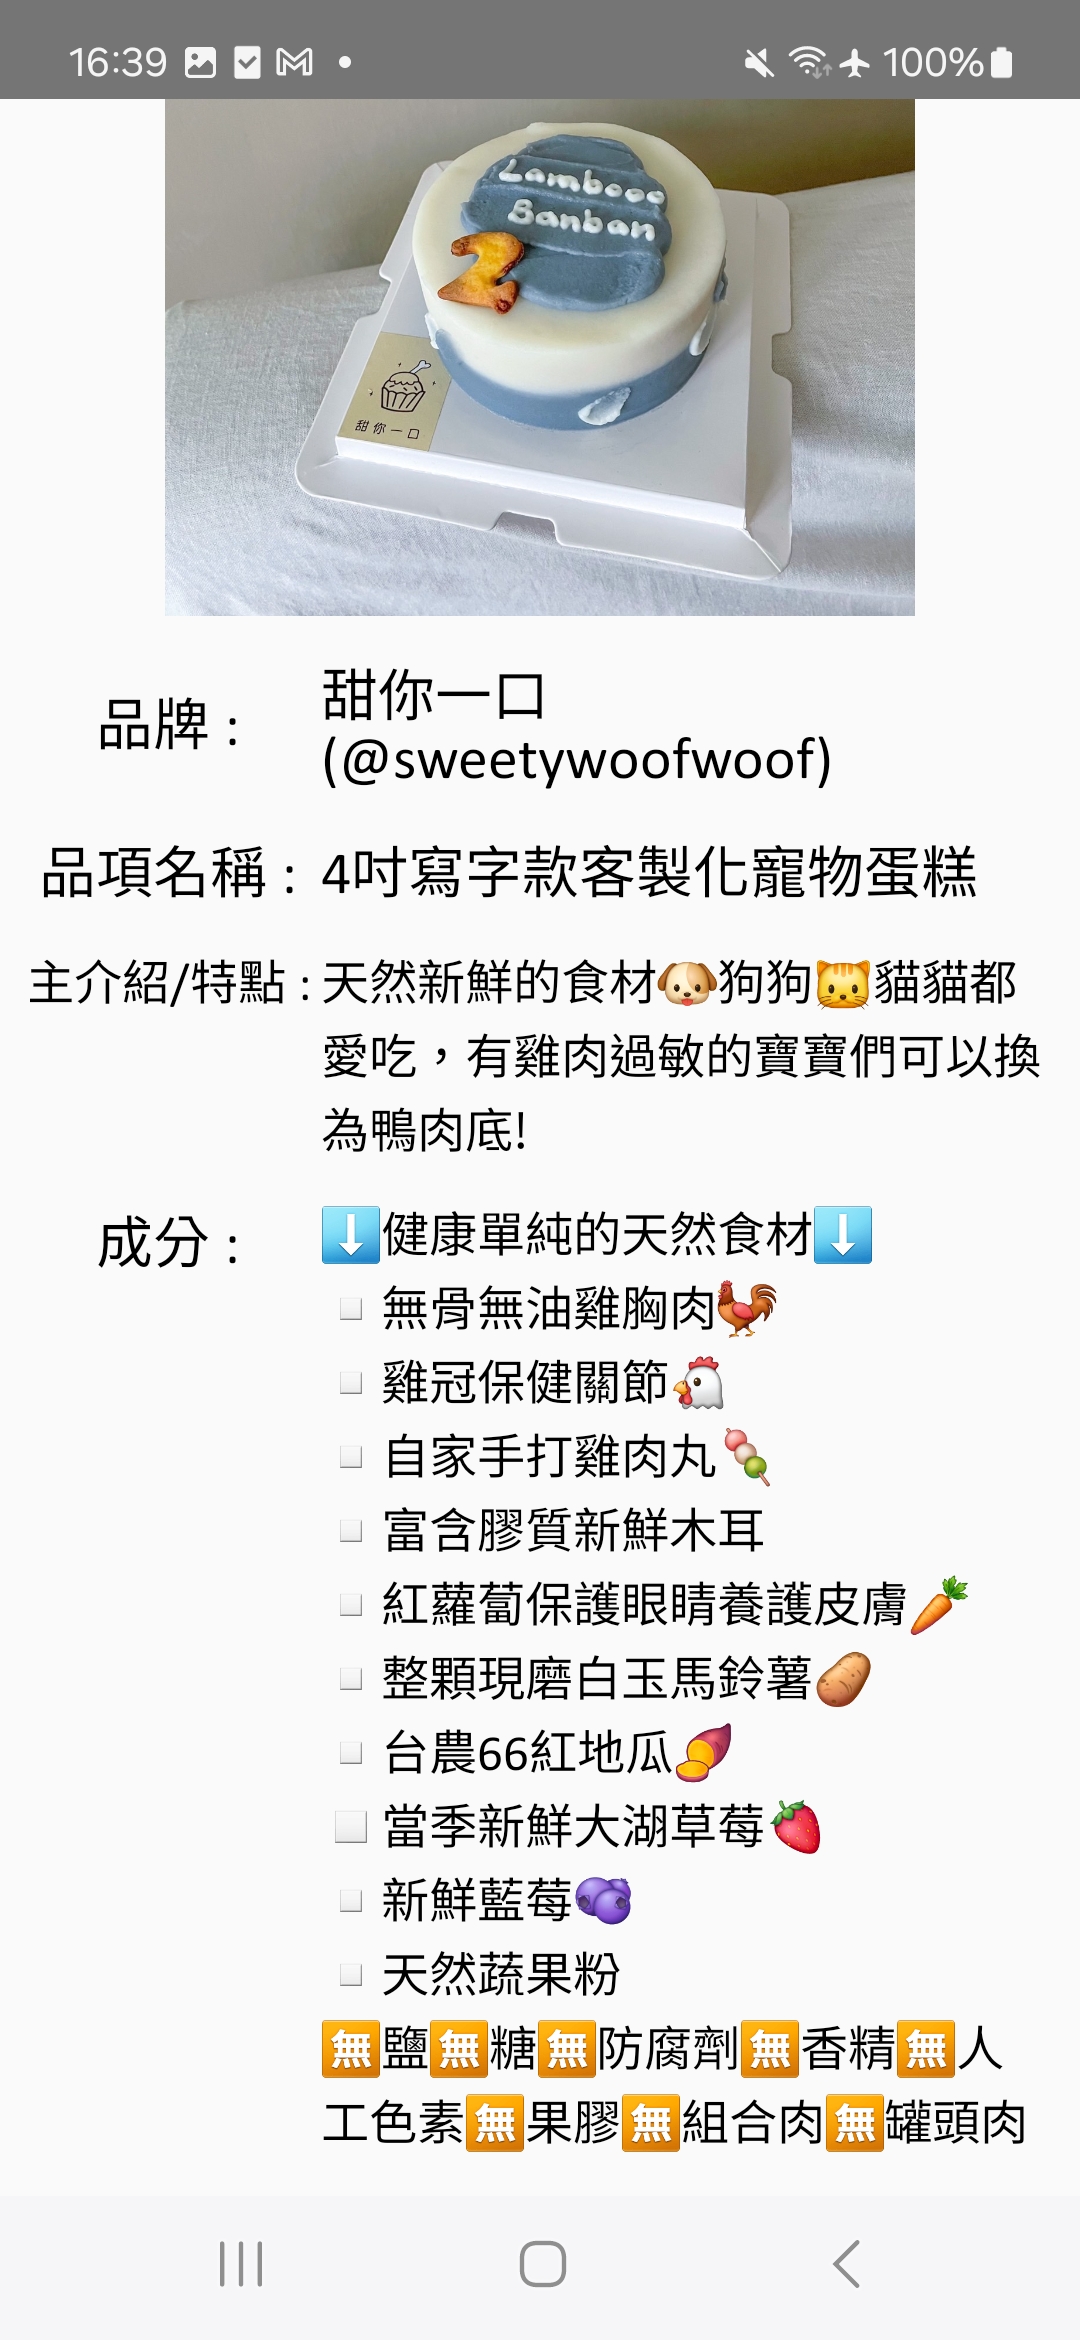 16:39
100%
Lambooo
Banban
2
甜你一口
品牌 :
甜你一口
(@sweetywoofwoof)
品項名稱 : 4吋寫字款客製化寵物蛋糕
主介紹/特點 : 天然新鮮的食材🐶狗狗🐱貓貓都
愛吃，有雞肉過敏的寶寶們可以換
為鴨肉底!
成分 :
⬇️健康單純的天然食材⬇️
▫️無骨無油雞胸肉🐓
▫️雞冠保健關節🐔
▫️自家手打雞肉丸🍡
▫️富含膠質新鮮木耳
▫️紅蘿蔔保護眼睛養護皮膚🥕
▫️整顆現磨白玉馬鈴薯🥔
▫️台農66紅地瓜🍠
◽當季新鮮大湖草莓🍓
▫️新鮮藍莓🫐
▫️天然蔬果粉
🈚鹽🈚糖🈚防腐劑🈚香精🈚人
工色素🈚果膠🈚組合肉🈚罐頭肉